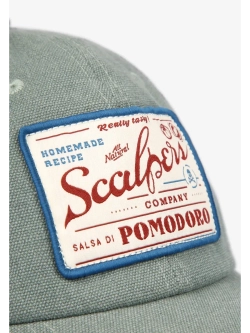 Really tasty!
HOMEMADE
RECIPE
All
Natural
Scalpers
COMPANY
SALSA DI POMODORO